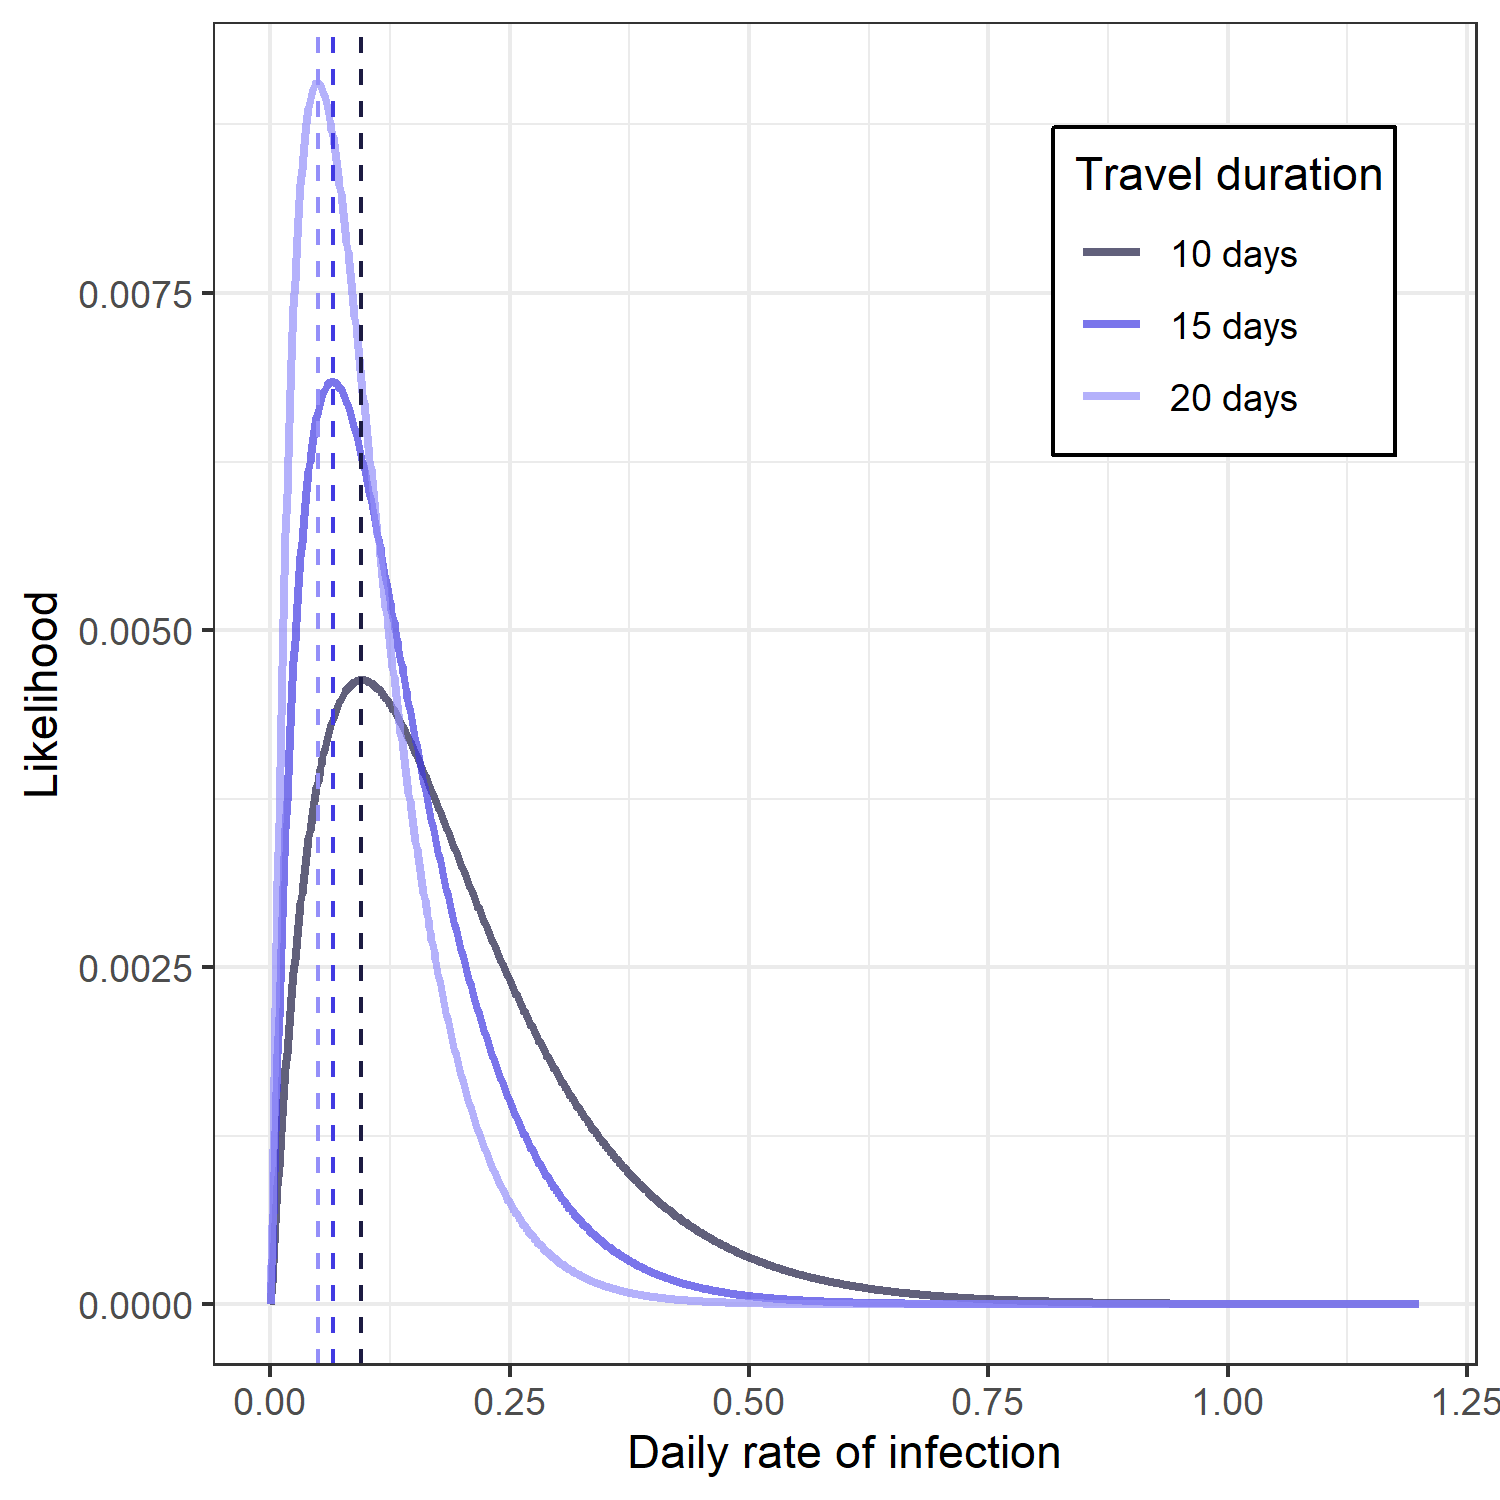 Travel duration
10 days
15 days
20 days
0.0075
0.0050
0.0025
0.0000
Likelihood
0.00 0.25 0.50 0.75 1.00 1.25
Daily rate of infection